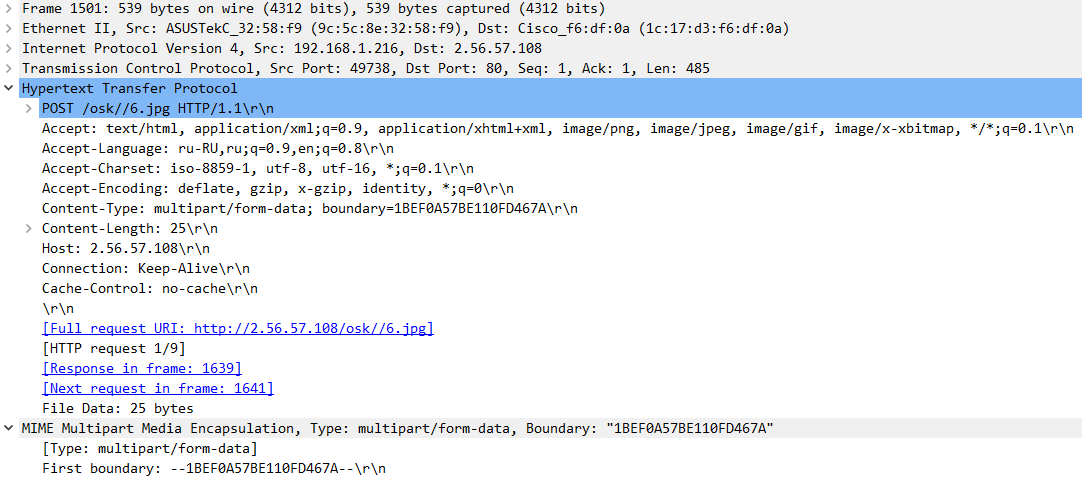 Frame 1501: 539 bytes on wire (4312 bits), 539 bytes captured (4312 bits)
Ethernet II, Src: ASUSTekC_32:58:f9 (9c:5c:8e:32:58:f9), Dst: Cisco_f6:df:0a (1c:17:d3:f6:df:0a)
Internet Protocol Version 4, Src: 192.168.1.216, Dst: 2.56.57.108
Transmission Control Protocol, Src Port: 49738, Dst Port: 80, Seq: 1, Ack: 1, Len: 485
Hypertext Transfer Protocol
POST /osk//6.jpg HTTP/1.1\r\n
Accept: text/html, application/xml;q=0.9, application/xhtml+xml, image/png, image/jpeg, image/gif, image/x-xbitmap, */*;q=0.1\r\n
Accept-Language: ru-RU,ru;q=0.9,en;q=0.8\r\n
Accept-Charset: iso-8859-1, utf-8, utf-16, *;q=0.1\r\n
Accept-Encoding: deflate, gzip, x-gzip, identity, *;q=0\r\n
Content-Type: multipart/form-data; boundary=1BEF0A57BE110FD467A\r\n
Content-Length: 25\r\n
Host: 2.56.57.108\r\n
Connection: Keep-Alive\r\n
Cache-Control: no-cache\r\n
\r\n
[Full request URI: http://2.56.57.108/osk//6.jpg]
[HTTP request 1/9]
[Response in frame: 1639]
[Next request in frame: 1641]
File Data: 25 bytes
MIME Multipart Media Encapsulation, Type: multipart/form-data, Boundary: "1BEF0A57BE110FD467A"
[Type: multipart/form-data]
First boundary: --1BEF0A57BE110FD467A--\r\n